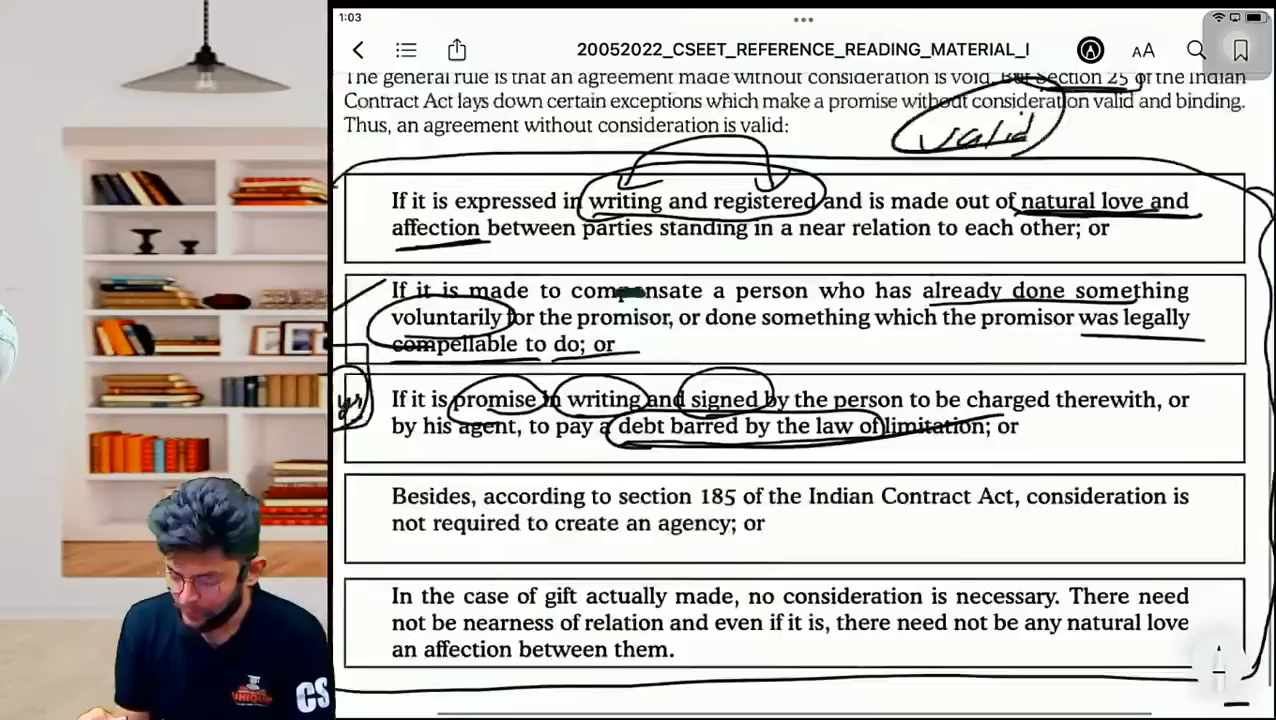 1:03
20052022_CSEET_REFERENCE_READING_MATERIAL_I
AA
The general rule is that an agreement made without consideration is void. But Section 25 of the Indian
Contract Act lays down certain exceptions which make a promise without consideration valid and binding.
Thus, an agreement without consideration is valid:
valid
If it is expressed in writing and registered and is made out of natural love and
affection between parties standing in a near relation to each other; or
If it is made to compensate a person who has already done something
voluntarily for the promisor, or done something which the promisor was legally
compellable to do; or
yr
If it is promise in writing and signed by the person to be charged therewith, or
by his agent, to pay a debt barred by the law of limitation; or
Besides, according to section 185 of the Indian Contract Act, consideration is
not required to create an agency; or
In the case of gift actually made, no consideration is necessary. There need
not be nearness of relation and even if it is, there need not be any natural love
an affection between them.
UNIQUE
CS